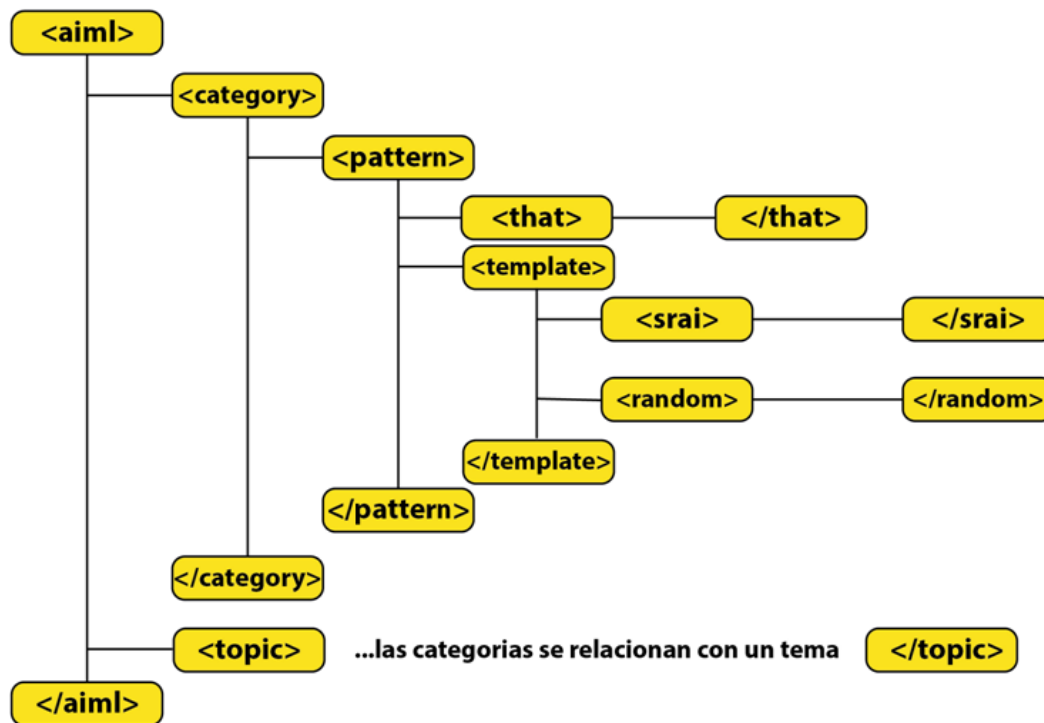 <aiml>
<category>
<pattern>
<that> </that>
<template>
<srai> </srai>
<random> </random>
</template>
</pattern>
</category>
<topic> ...las categorias se relacionan con un tema </topic>
</aiml>